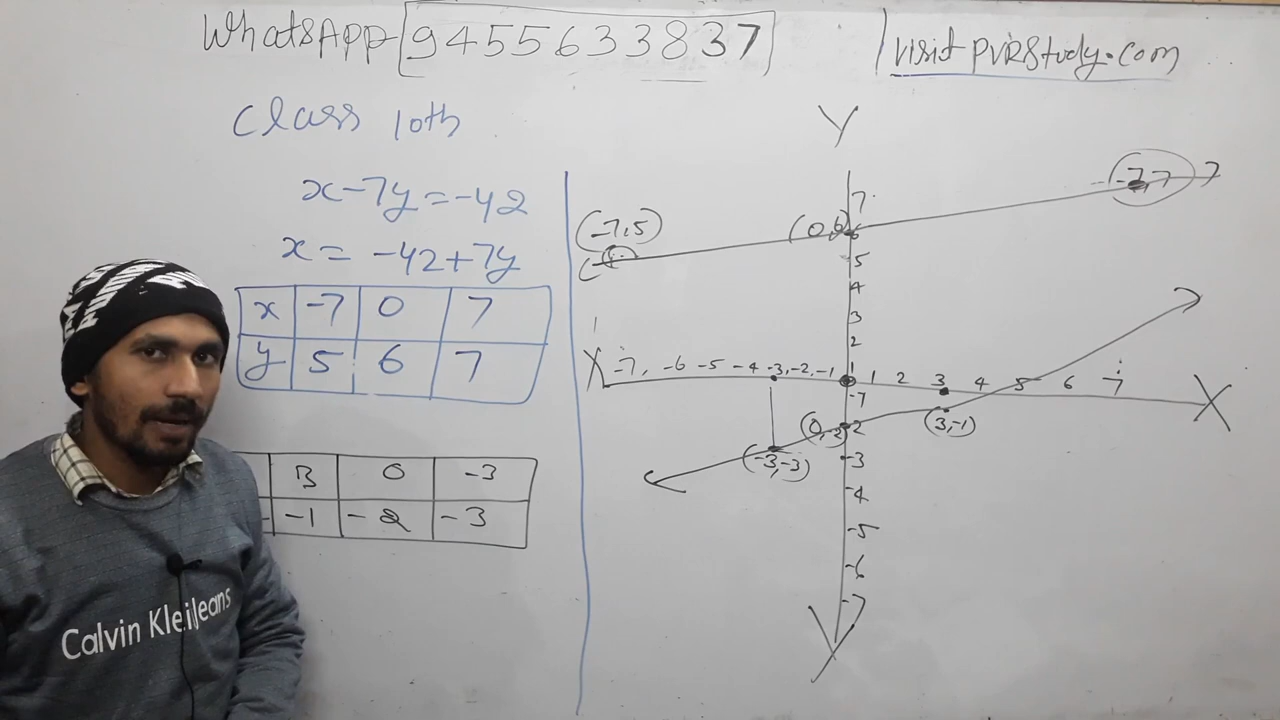 WhatsApp 9455633837
visit PVRStudy.com
Class 10th
x-7y=-42
x = -42+7y
x -7 0 7
y 5 6 7
3 0 -3
-1 -2 -3
Calvin Klein Jeans
Y
7
(-7,7)
(-7,5)
(0,6)
6
5
4
3
2
1
X -7, -6 -5 -4 -3, -2, -1 1 2 3 4 5 6 7 X
(0,-2)
(3,-1)
(-3,-3)
2
-3
-4
-5
-6
-7